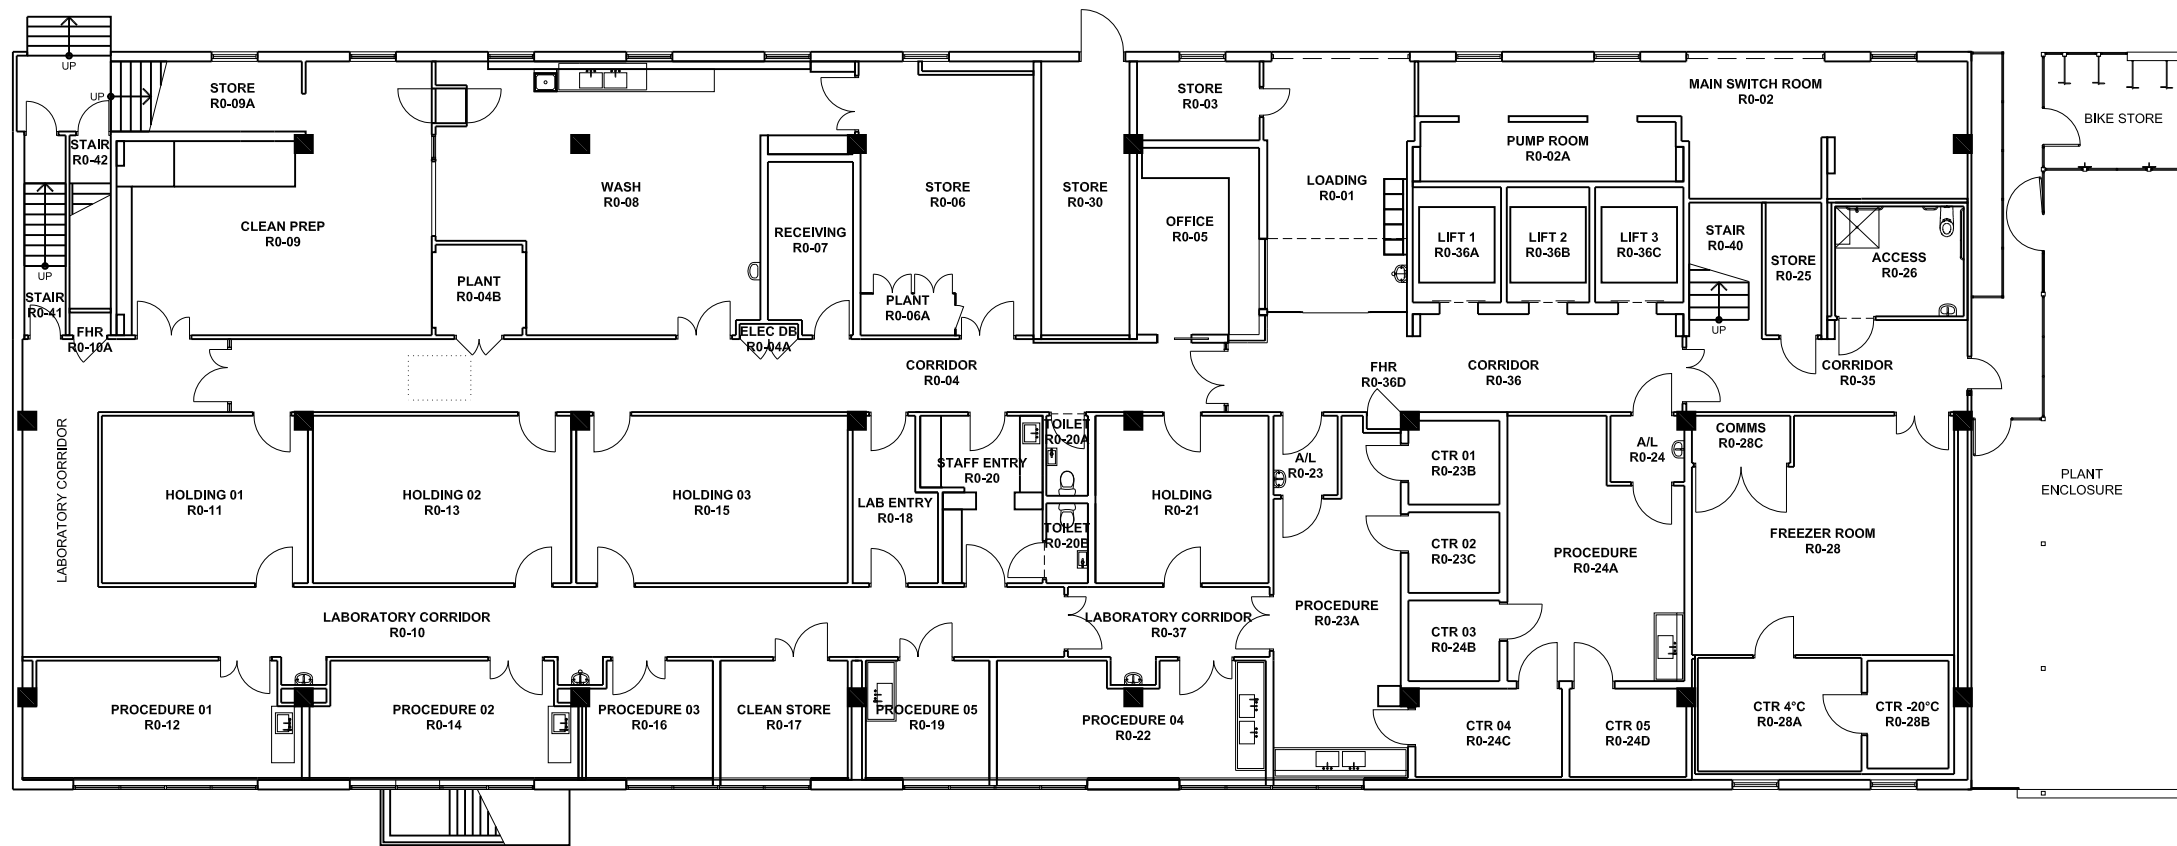 UP
UP
STORE
R0-09A
STAIR
R0-42
CLEAN PREP
R0-09
UP
STAIR
R0-41
FHR
R0-10A
WASH
R0-08
PLANT
R0-04B
RECEIVING
R0-07
ELEC DB
R0-04A
STORE
R0-06
PLANT
R0-06A
STORE
R0-30
STORE
R0-03
OFFICE
R0-05
LOADING
R0-01
MAIN SWITCH ROOM
R0-02
PUMP ROOM
R0-02A
LIFT 1
R0-36A
LIFT 2
R0-36B
LIFT 3
R0-36C
STAIR
R0-40
UP
STORE
R0-25
ACCESS
R0-26
BIKE STORE
CORRIDOR
R0-04
FHR
R0-36D
CORRIDOR
R0-36
CORRIDOR
R0-35
LABORATORY CORRIDOR
HOLDING 01
R0-11
HOLDING 02
R0-13
HOLDING 03
R0-15
LAB ENTRY
R0-18
STAFF ENTRY
R0-20
TOILET
R0-20A
TOILET
R0-20B
HOLDING
R0-21
A/L
R0-23
CTR 01
R0-23B
CTR 02
R0-23C
CTR 03
R0-24B
A/L
R0-24
COMMS
R0-28C
PROCEDURE
R0-24A
FREEZER ROOM
R0-28
PLANT
ENCLOSURE
LABORATORY CORRIDOR
R0-10
LABORATORY CORRIDOR
R0-37
PROCEDURE
R0-23A
PROCEDURE 01
R0-12
PROCEDURE 02
R0-14
PROCEDURE 03
R0-16
CLEAN STORE
R0-17
PROCEDURE 05
R0-19
PROCEDURE 04
R0-22
CTR 04
R0-24C
CTR 05
R0-24D
CTR 4°C
R0-28A
CTR -20°C
R0-28B